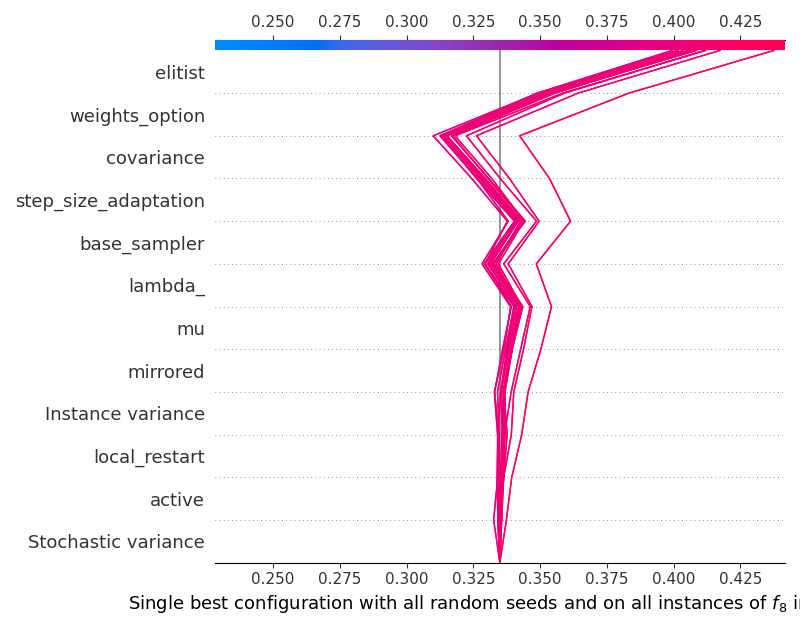 0.250 0.275 0.300 0.325 0.350 0.375 0.400 0.425
elitist
weights_option
covariance
step_size_adaptation
base_sampler
lambda_
mu
mirrored
Instance variance
local_restart
active
Stochastic variance
0.250 0.275 0.300 0.325 0.350 0.375 0.400 0.425
Single best configuration with all random seeds and on all instances of f₈